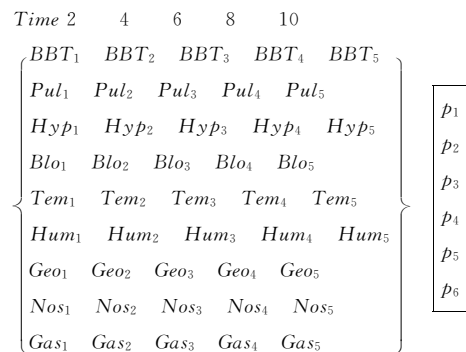 Time 2 4 6 8 10
BBT₁ BBT₂ BBT₃ BBT₄ BBT₅
Pul₁ Pul₂ Pul₃ Pul₄ Pul₅
Hyp₁ Hyp₂ Hyp₃ Hyp₄ Hyp₅
Blo₁ Blo₂ Blo₃ Blo₄ Blo₅
Tem₁ Tem₂ Tem₃ Tem₄ Tem₅
Hum₁ Hum₂ Hum₃ Hum₄ Hum₅
Geo₁ Geo₂ Geo₃ Geo₄ Geo₅
Nos₁ Nos₂ Nos₃ Nos₄ Nos₅
Gas₁ Gas₂ Gas₃ Gas₄ Gas₅
p₁
p₂
p₃
p₄
p₅
p₆